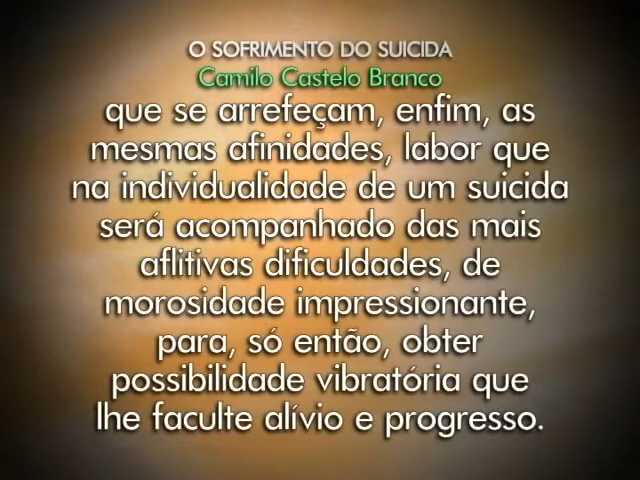 O SOFRIMENTO DO SUICIDA
Camilo Castelo Branco
que se arrefeçam, enfim, as
mesmas afinidades, labor que
na individualidade de um suicida
será acompanhado das mais
aflitivas dificuldades, de
morosidade impressionante,
para, só então, obter
possibilidade vibratória que
lhe faculte alívio e progresso.